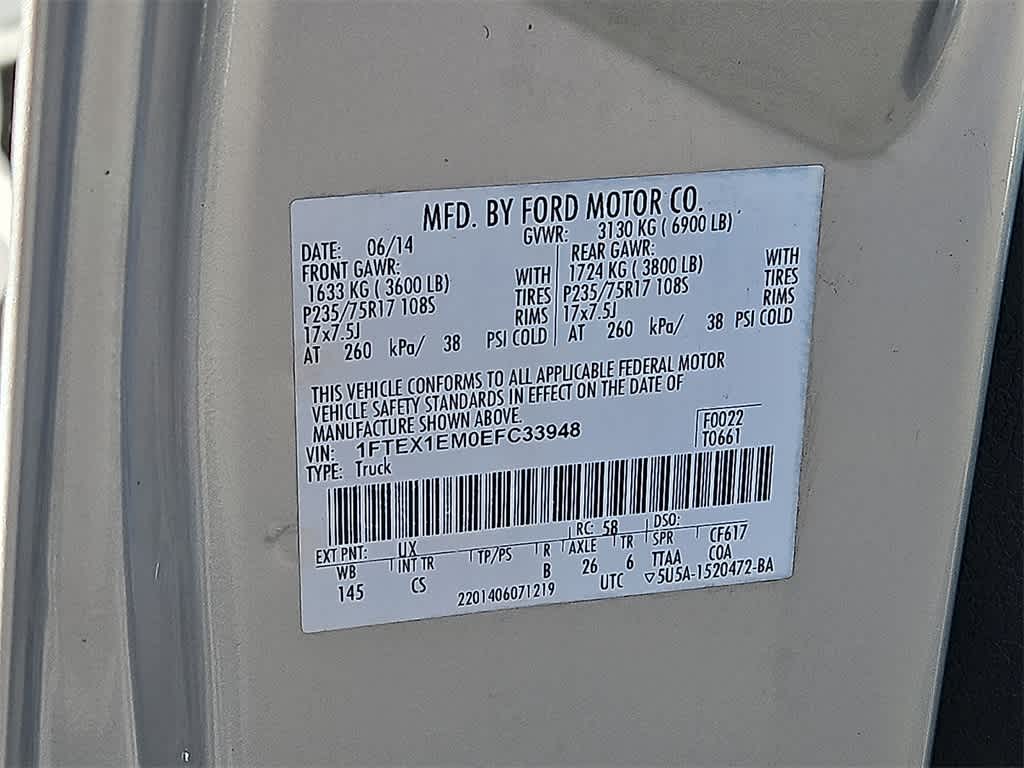 MFD. BY FORD MOTOR CO.
DATE: 06/14 GVWR: 3130 KG ( 6900 LB)
FRONT GAWR: REAR GAWR:
1633 KG ( 3600 LB) WITH 1724 KG ( 3800 LB) WITH
P235/75R17 108S TIRES P235/75R17 108S TIRES
17x7.5J RIMS 17x7.5J RIMS
AT 260 kPa/ 38 PSI COLD AT 260 kPa/ 38 PSI COLD
THIS VEHICLE CONFORMS TO ALL APPLICABLE FEDERAL MOTOR
VEHICLE SAFETY STANDARDS IN EFFECT ON THE DATE OF
MANUFACTURE SHOWN ABOVE.
VIN: 1FTEX1EM0EFC33948 F0022
TYPE: Truck T0661
EXT PNT: UX RC: 58 DSO:
WB INT TR TP/PS R AXLE TR SPR CF617
145 CS B 26 6 TTAA COA
2201406071219 UTC ▽5U5A-1520472-BA